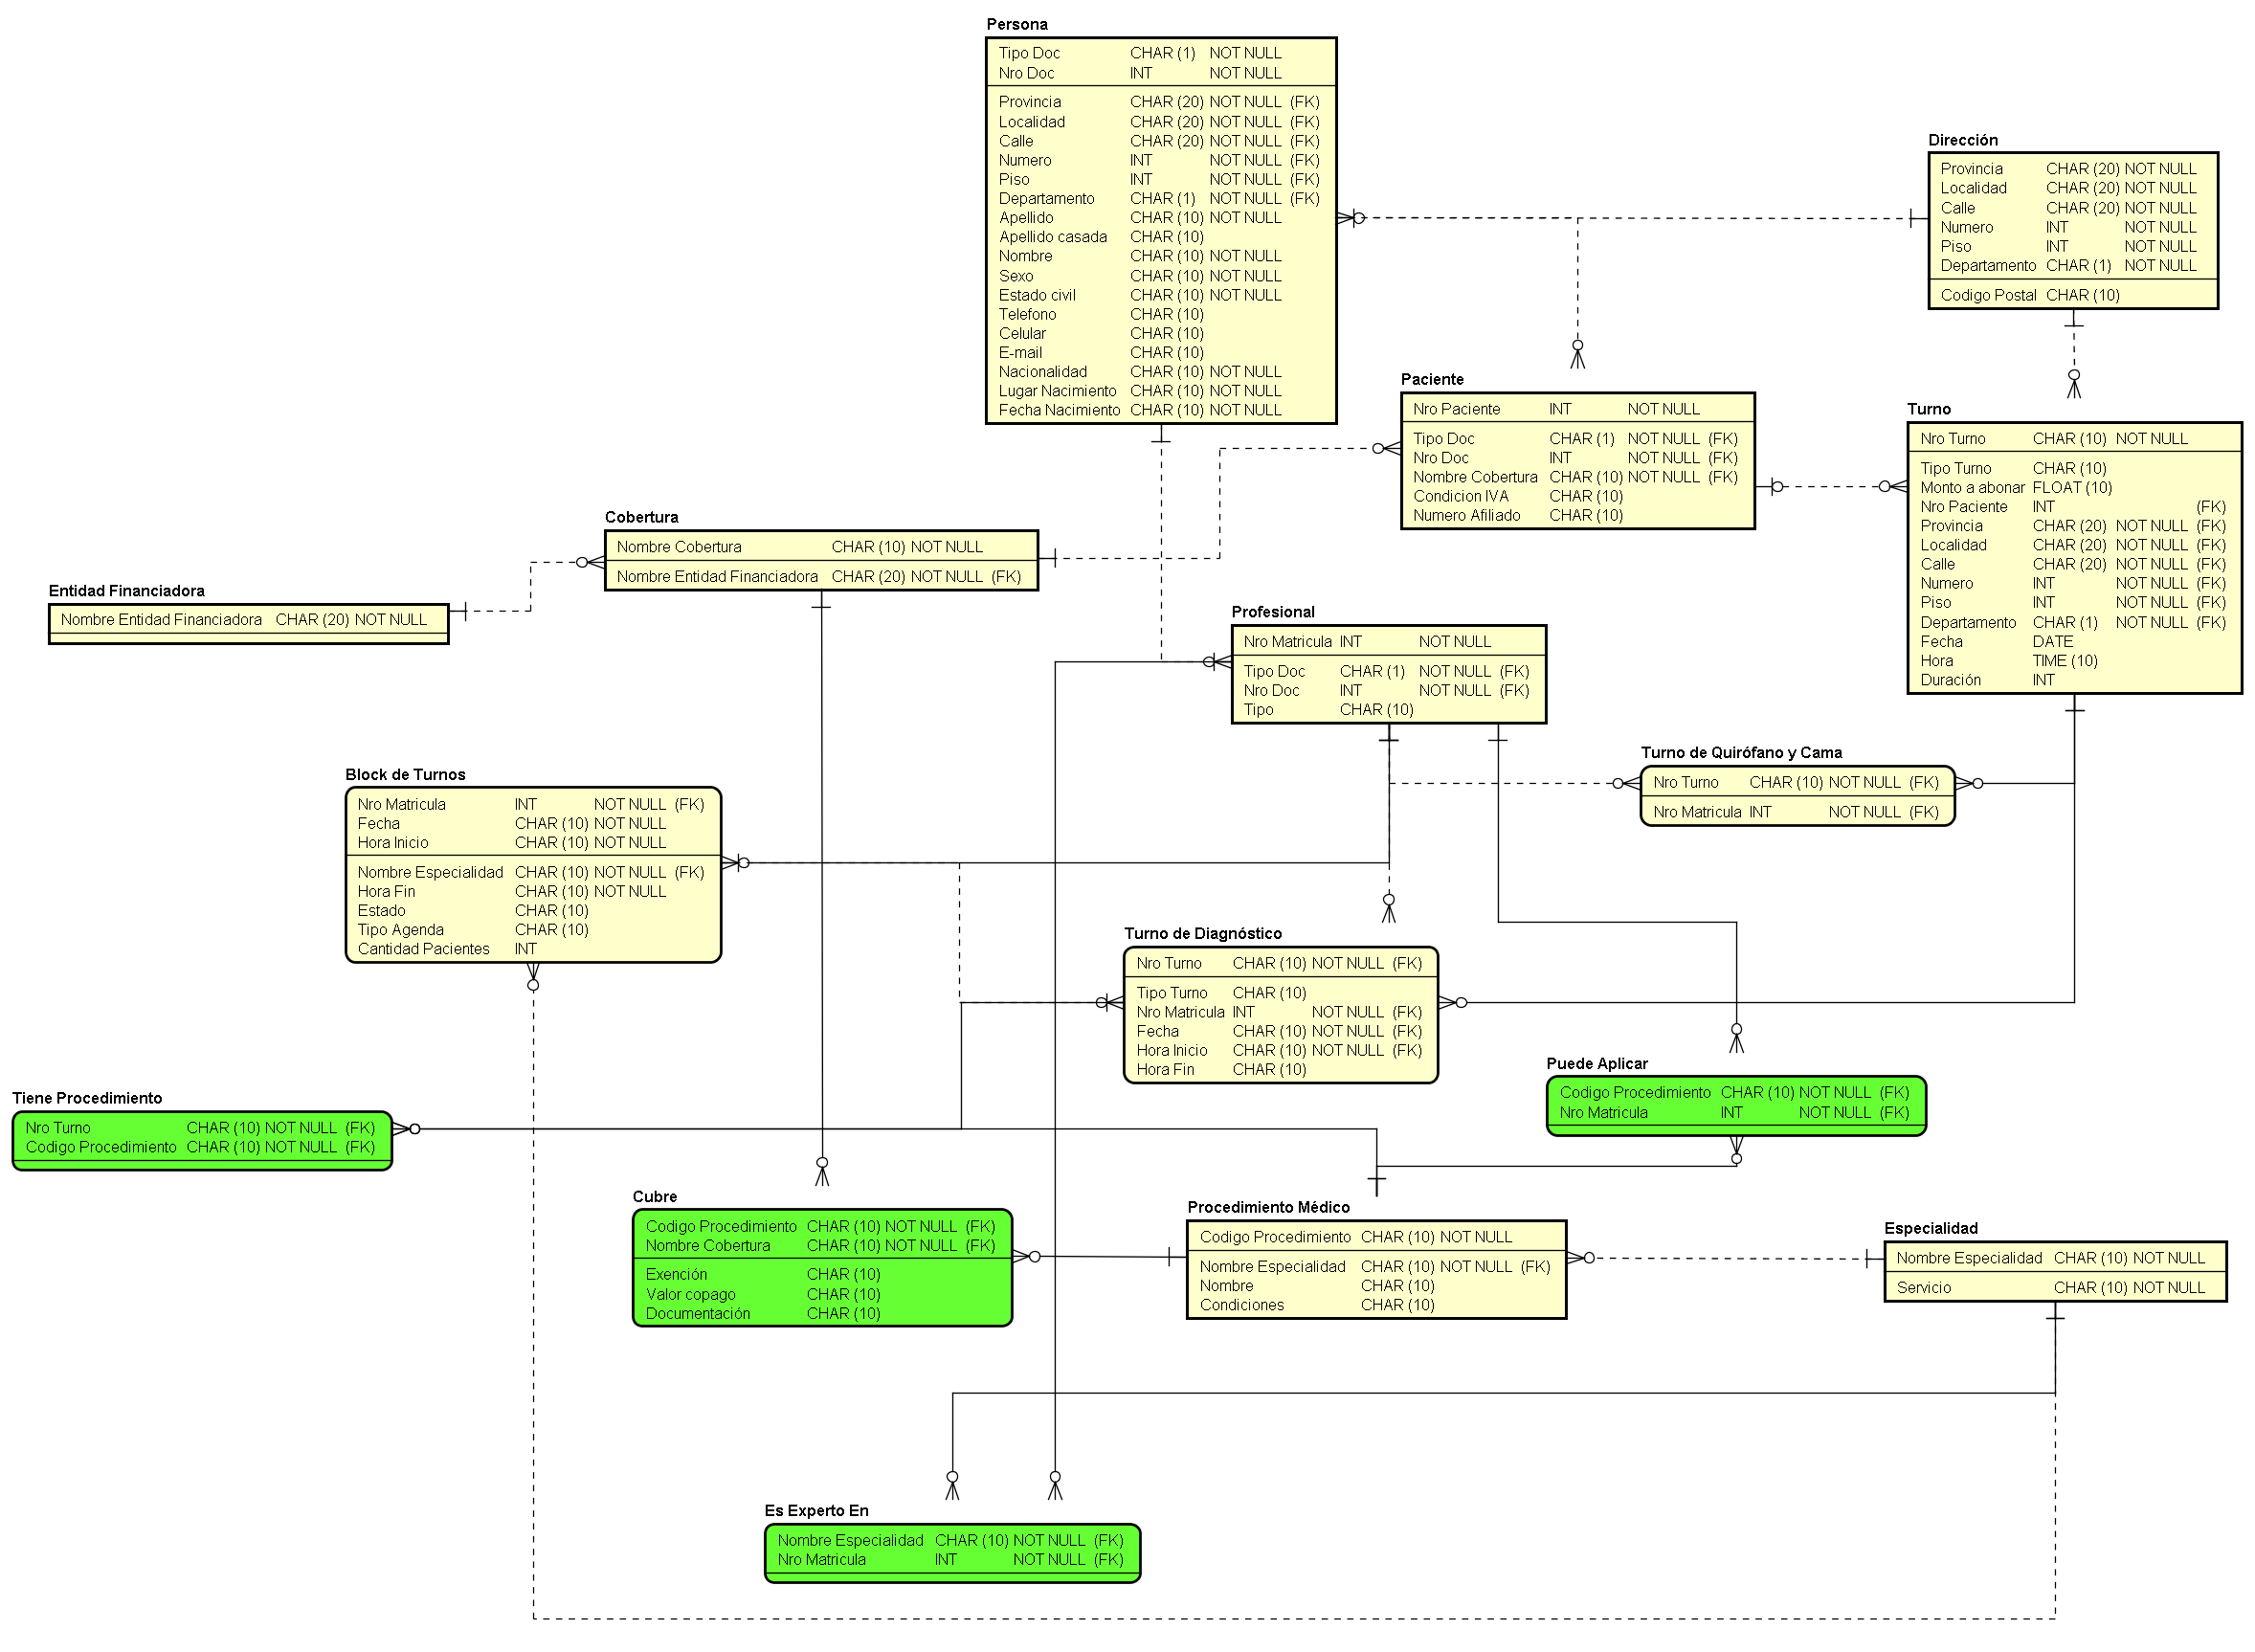 Persona
Tipo Doc CHAR (1) NOT NULL
Nro Doc INT NOT NULL
Provincia CHAR (20) NOT NULL (FK)
Localidad CHAR (20) NOT NULL (FK)
Calle CHAR (20) NOT NULL (FK)
Numero INT NOT NULL (FK)
Piso INT NOT NULL (FK)
Departamento CHAR (1) NOT NULL (FK)
Apellido CHAR (10) NOT NULL
Apellido casada CHAR (10)
Nombre CHAR (10) NOT NULL
Sexo CHAR (10) NOT NULL
Estado civil CHAR (10) NOT NULL
Telefono CHAR (10)
Celular CHAR (10)
E-mail CHAR (10)
Nacionalidad CHAR (10) NOT NULL
Lugar Nacimiento CHAR (10) NOT NULL
Fecha Nacimiento CHAR (10) NOT NULL
Dirección
Provincia CHAR (20) NOT NULL
Localidad CHAR (20) NOT NULL
Calle CHAR (20) NOT NULL
Numero INT NOT NULL
Piso INT NOT NULL
Departamento CHAR (1) NOT NULL
Codigo Postal CHAR (10)
Paciente
Nro Paciente INT NOT NULL
Tipo Doc CHAR (1) NOT NULL (FK)
Nro Doc INT NOT NULL (FK)
Nombre Cobertura CHAR (10) NOT NULL (FK)
Condicion IVA CHAR (10)
Numero Afiliado CHAR (10)
Turno
Nro Turno CHAR (10) NOT NULL
Tipo Turno CHAR (10)
Monto a abonar FLOAT (10)
Nro Paciente INT (FK)
Provincia CHAR (20) NOT NULL (FK)
Localidad CHAR (20) NOT NULL (FK)
Calle CHAR (20) NOT NULL (FK)
Numero INT NOT NULL (FK)
Piso INT NOT NULL (FK)
Departamento CHAR (1) NOT NULL (FK)
Fecha DATE
Hora TIME (10)
Duración INT
Cobertura
Nombre Cobertura CHAR (10) NOT NULL
Nombre Entidad Financiadora CHAR (20) NOT NULL (FK)
Entidad Financiadora
Nombre Entidad Financiadora CHAR (20) NOT NULL
Profesional
Nro Matricula INT NOT NULL
Tipo Doc CHAR (1) NOT NULL (FK)
Nro Doc INT NOT NULL (FK)
Tipo CHAR (10)
Turno de Quirófano y Cama
Nro Turno CHAR (10) NOT NULL (FK)
Nro Matricula INT NOT NULL (FK)
Block de Turnos
Nro Matricula INT NOT NULL (FK)
Fecha CHAR (10) NOT NULL
Hora Inicio CHAR (10) NOT NULL
Nombre Especialidad CHAR (10) NOT NULL (FK)
Hora Fin CHAR (10) NOT NULL
Estado CHAR (10)
Tipo Agenda CHAR (10)
Cantidad Pacientes INT
Turno de Diagnóstico
Nro Turno CHAR (10) NOT NULL (FK)
Tipo Turno CHAR (10)
Nro Matricula INT NOT NULL (FK)
Fecha CHAR (10) NOT NULL (FK)
Hora Inicio CHAR (10) NOT NULL (FK)
Hora Fin CHAR (10)
Puede Aplicar
Codigo Procedimiento CHAR (10) NOT NULL (FK)
Nro Matricula INT NOT NULL (FK)
Tiene Procedimiento
Nro Turno CHAR (10) NOT NULL (FK)
Codigo Procedimiento CHAR (10) NOT NULL (FK)
Cubre
Codigo Procedimiento CHAR (10) NOT NULL (FK)
Nombre Cobertura CHAR (10) NOT NULL (FK)
Exención CHAR (10)
Valor copago CHAR (10)
Documentación CHAR (10)
Procedimiento Médico
Codigo Procedimiento CHAR (10) NOT NULL
Nombre Especialidad CHAR (10) NOT NULL (FK)
Nombre CHAR (10)
Condiciones CHAR (10)
Especialidad
Nombre Especialidad CHAR (10) NOT NULL
Servicio CHAR (10) NOT NULL
Es Experto En
Nombre Especialidad CHAR (10) NOT NULL (FK)
Nro Matricula INT NOT NULL (FK)